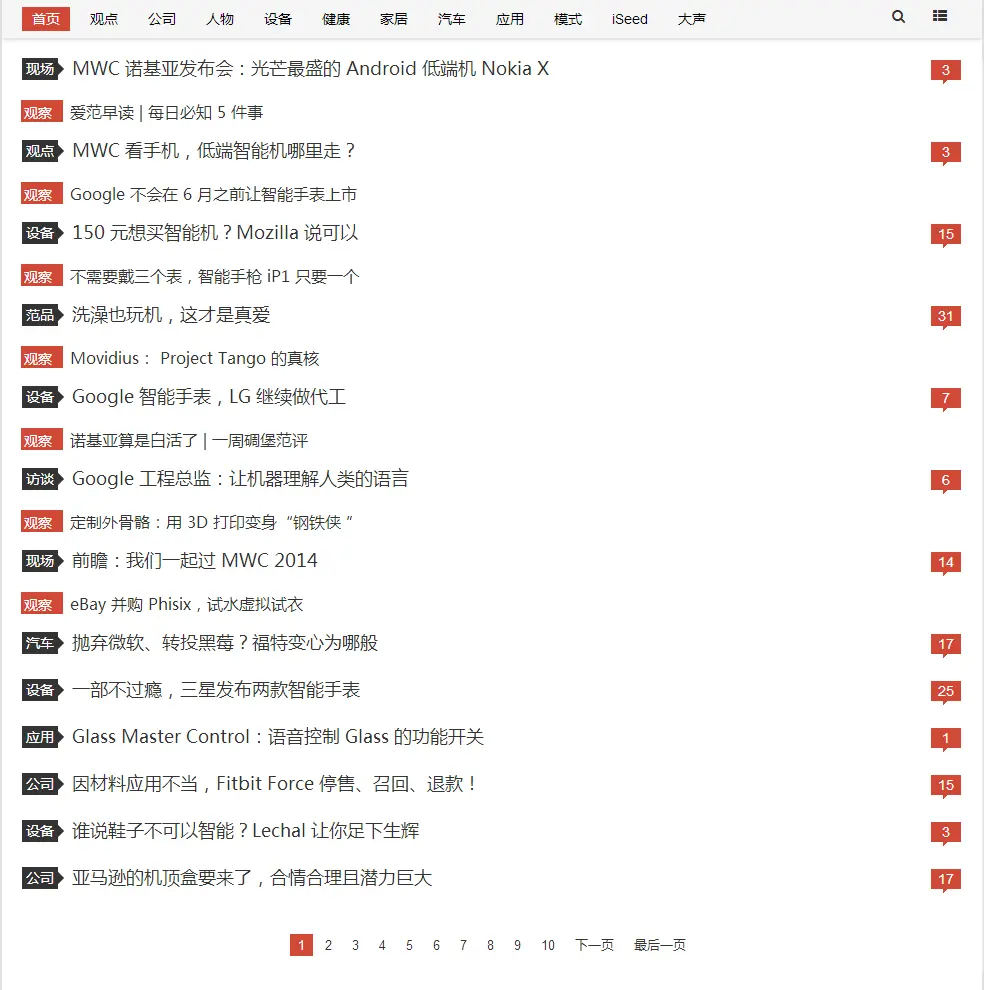 首页 观点 公司 人物 设备 健康 家居 汽车 应用 模式 iSeed 大声
现场 MWC 诺基亚发布会：光芒最盛的 Android 低端机 Nokia X 3
观察 爱范早读 | 每日必知 5 件事
观点 MWC 看手机，低端智能机哪里走？ 3
观察 Google 不会在 6 月之前让智能手表上市
设备 150 元想买智能机？Mozilla 说可以 15
观察 不需要戴三个表，智能手枪 iP1 只要一个
范品 洗澡也玩机，这才是真爱 31
观察 Movidius： Project Tango 的真核
设备 Google 智能手表，LG 继续做代工 7
观察 诺基亚算是白活了 | 一周碉堡范评
访谈 Google 工程总监：让机器理解人类的语言 6
观察 定制外骨骼：用 3D 打印变身“钢铁侠 ”
现场 前瞻：我们一起过 MWC 2014 14
观察 eBay 并购 Phisix，试水虚拟试衣
汽车 抛弃微软、转投黑莓？福特变心为哪般 17
设备 一部不过瘾，三星发布两款智能手表 25
应用 Glass Master Control：语音控制 Glass 的功能开关 1
公司 因材料应用不当，Fitbit Force 停售、召回、退款！ 15
设备 谁说鞋子不可以智能？Lechal 让你足下生辉 3
公司 亚马逊的机顶盒要来了，合情合理且潜力巨大 17
1 2 3 4 5 6 7 8 9 10 下一页 最后一页